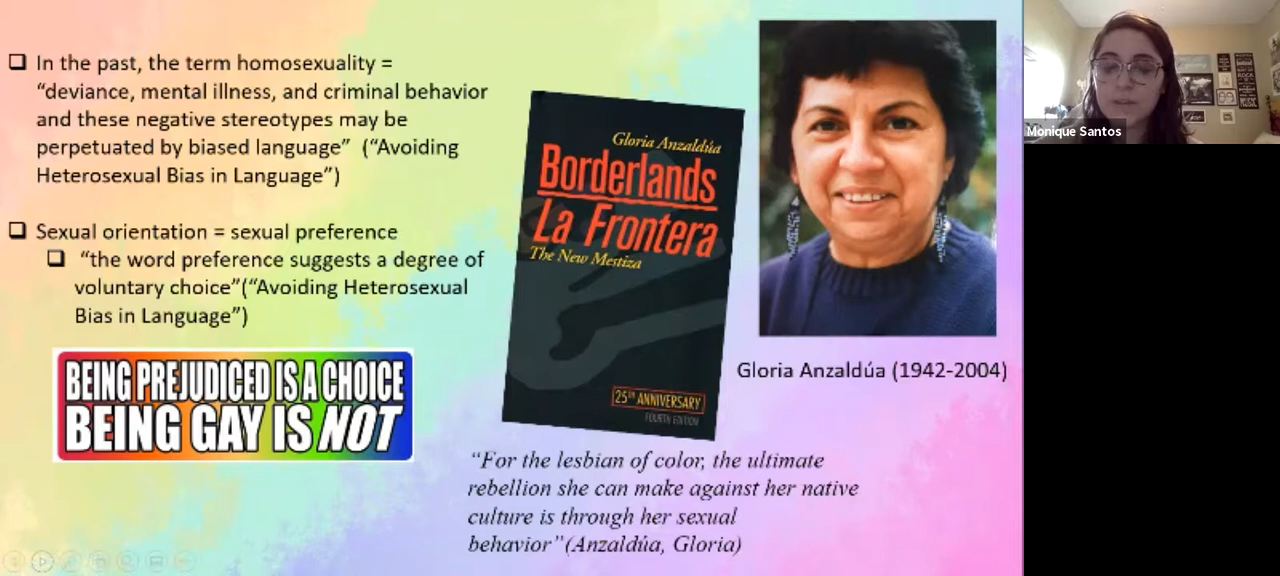 ❑ In the past, the term homosexuality =
“deviance, mental illness, and criminal behavior
and these negative stereotypes may be
perpetuated by biased language”  (“Avoiding
Heterosexual Bias in Language”)
❑ Sexual orientation = sexual preference
❑ “the word preference suggests a degree of
voluntary choice”(“Avoiding Heterosexual
Bias in Language”)
BEING PREJUDICED IS A CHOICE
BEING GAY IS NOT
Gloria Anzaldúa
Borderlands
La Frontera
The New Mestiza
25TH ANNIVERSARY
FOURTH EDITION
Gloria Anzaldúa (1942-2004)
“For the lesbian of color, the ultimate
rebellion she can make against her native
culture is through her sexual
behavior”(Anzaldúa, Gloria)
Monique Santos